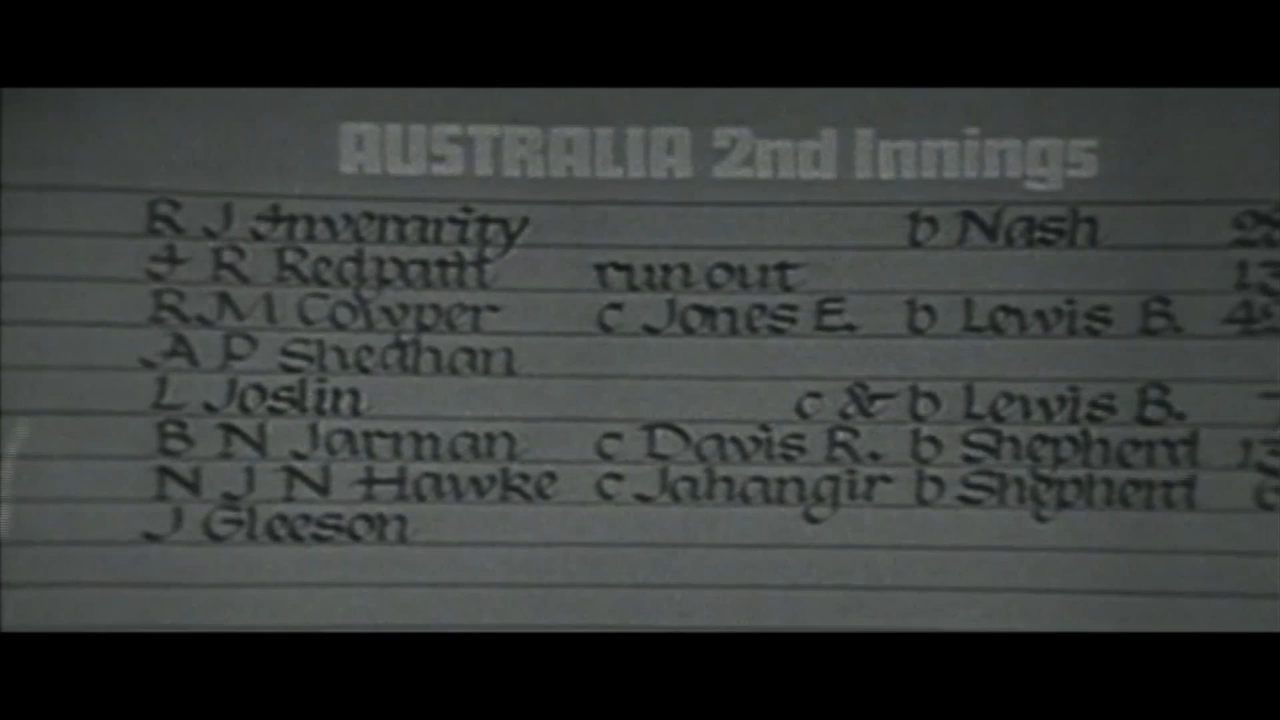 AUSTRALIA 2nd Innings
R J Inverarity b Nash
I R Redpath run out 13
R.M Cowper c Jones E. b Lewis B.
A P Sheahan
L Joslin c & b Lewis B.
B N Jarman c Davis R. b Shepherd 13
N J N Hawke c Jahangir b Shepherd
J Gleeson